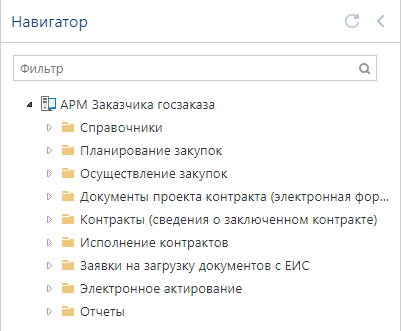 Навигатор
Фильтр
АРМ Заказчика госзаказа
Справочники
Планирование закупок
Осуществление закупок
Документы проекта контракта (электронная фор...
Контракты (сведения о заключенном контракте)
Исполнение контрактов
Заявки на загрузку документов с ЕИС
Электронное актирование
Отчеты